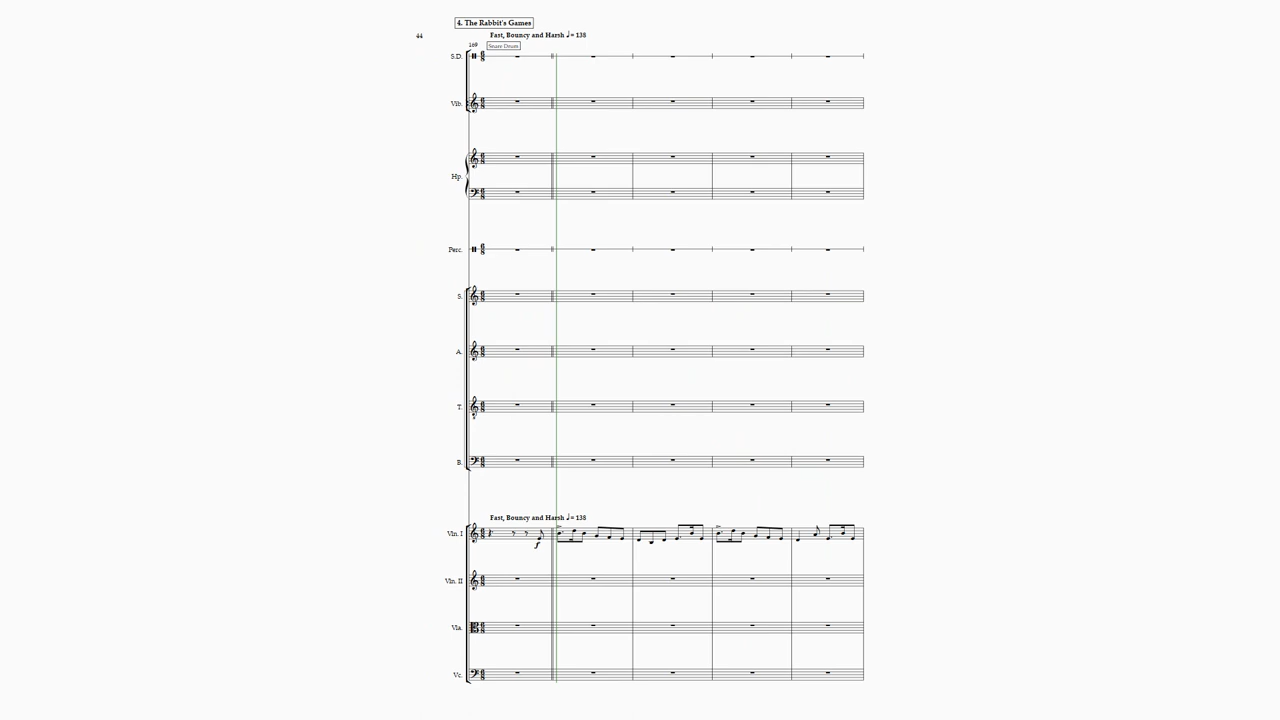 4. The Rabbit's Games
44
Fast, Bouncy and Harsh ♩= 138
169
Snare Drum
S.D.
Vib.
Hp.
Perc.
S.
A.
T.
B.
Fast, Bouncy and Harsh ♩= 138
Vln. I
f
Vln. II
Vla.
Vc.